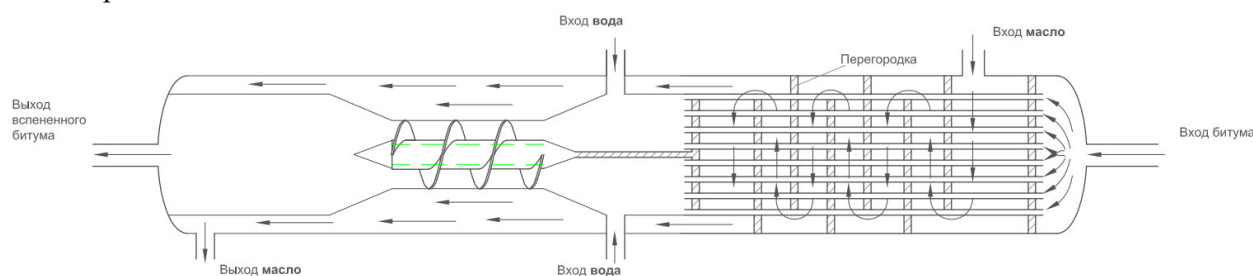 Вход вода
Вход масло
Перегородка
Выход
вспененного
битума
Вход битума
Выход масло
Вход вода